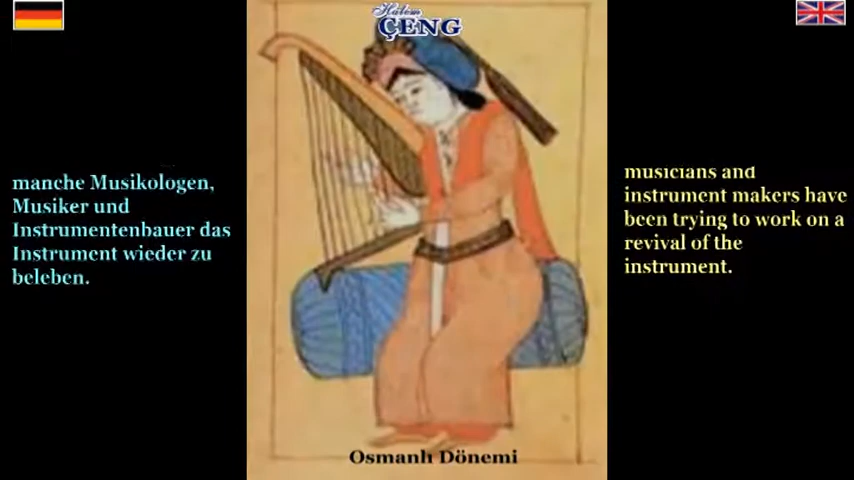 Hâlem
ÇENG
manche Musikologen,
Musiker und
Instrumentenbauer das
Instrument wieder zu
beleben.
musicians and
instrument makers have
been trying to work on a
revival of the
instrument.
Osmanlı Dönemi